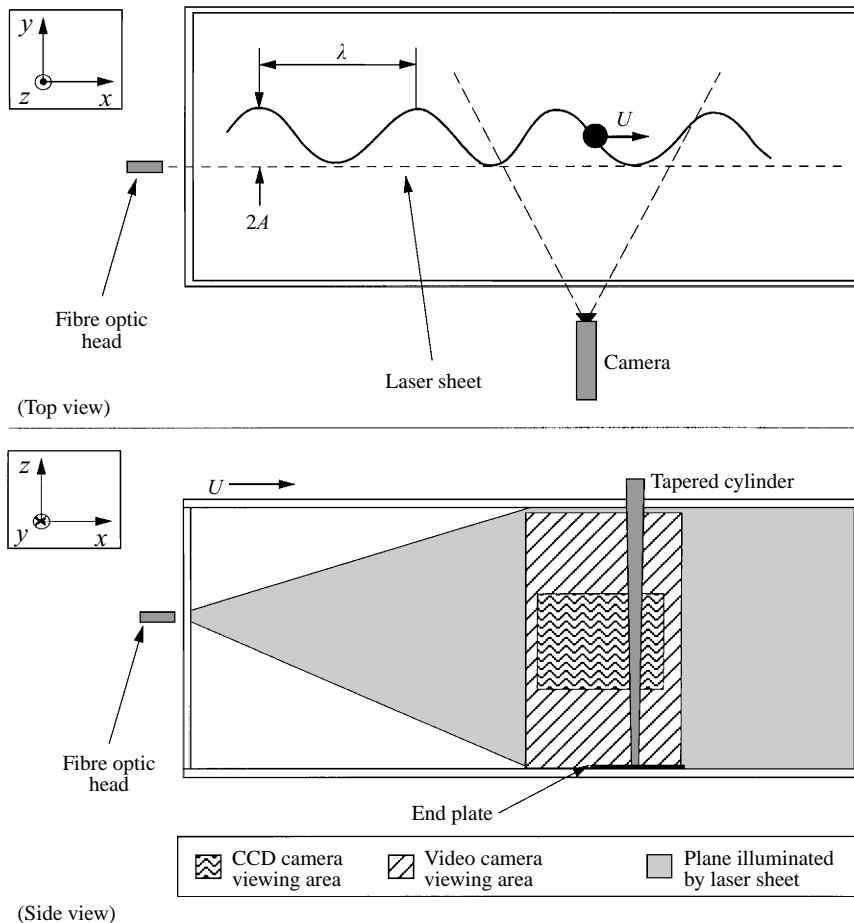 y
z
x
λ
U
2A
Fibre optic
head
Laser sheet
Camera
(Top view)
z
y
x
U
Tapered cylinder
Fibre optic
head
End plate
CCD camera
viewing area
Video camera
viewing area
Plane illuminated
by laser sheet
(Side view)